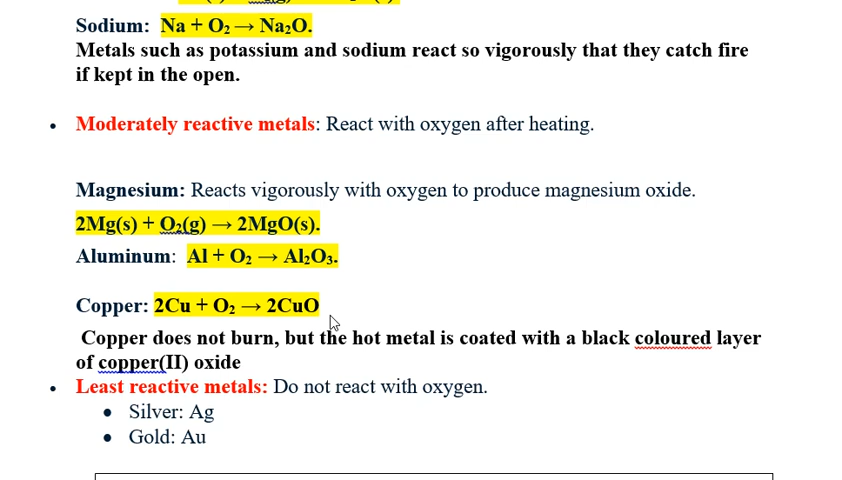 Sodium: Na + O₂ → Na₂O.
Metals such as potassium and sodium react so vigorously that they catch fire
if kept in the open.
• Moderately reactive metals: React with oxygen after heating.
Magnesium: Reacts vigorously with oxygen to produce magnesium oxide.
2Mg(s) + O₂(g) → 2MgO(s).
Aluminum: Al + O₂ → Al₂O₃.
Copper: 2Cu + O₂ → 2CuO
Copper does not burn, but the hot metal is coated with a black coloured layer
of copper(II) oxide
• Least reactive metals: Do not react with oxygen.
• Silver: Ag
• Gold: Au